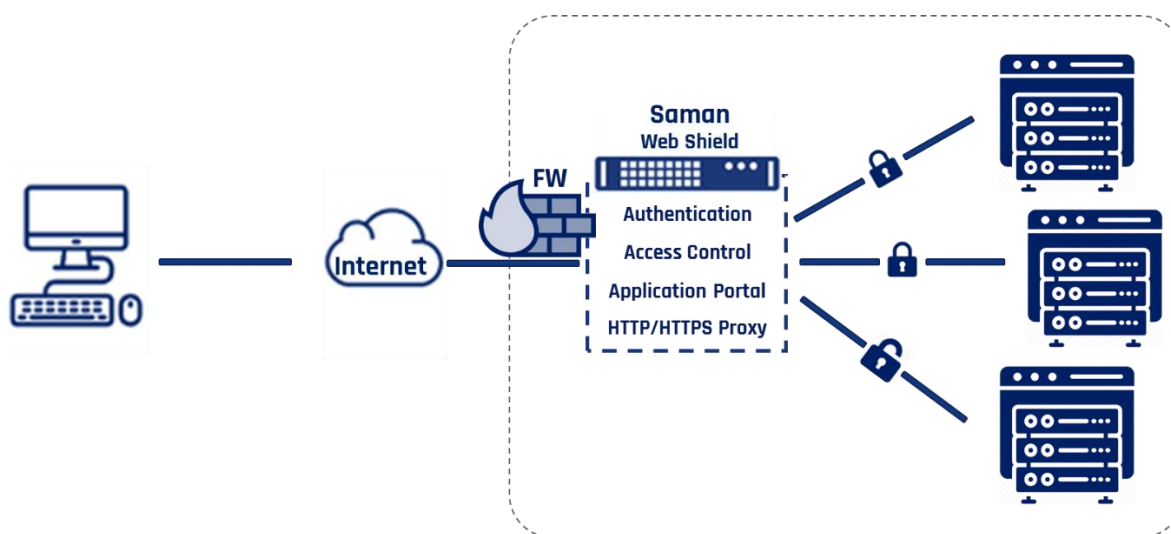 Saman
Web Shield
FW
Internet
Authentication
Access Control
Application Portal
HTTP/HTTPS Proxy